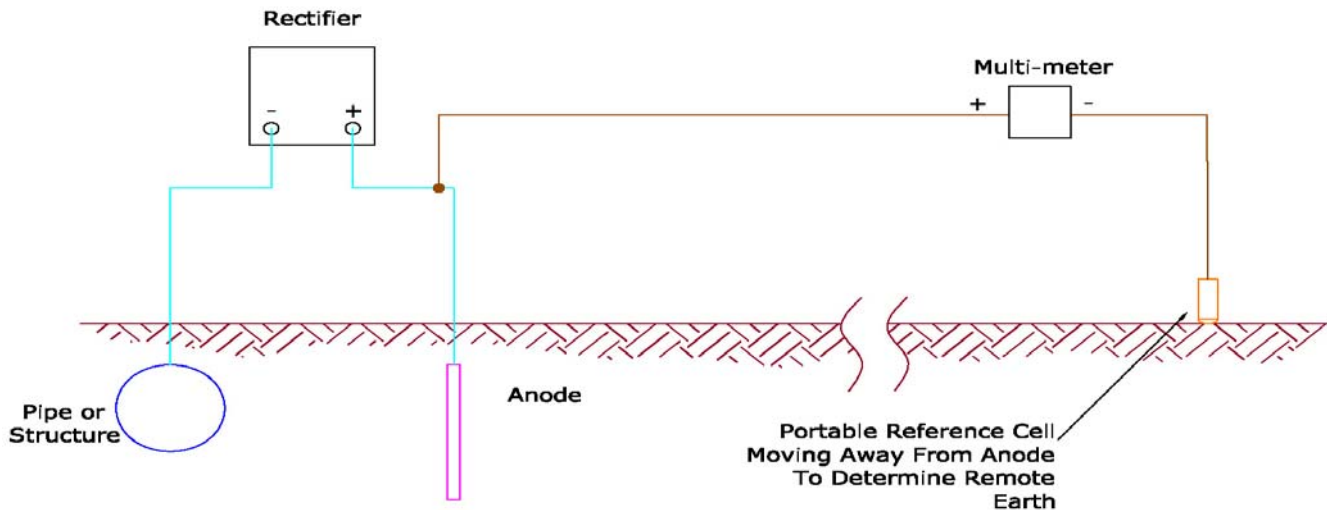 Rectifier
- +
Multi-meter
+ -
Anode
Pipe or
Structure
Portable Reference Cell
Moving Away From Anode
To Determine Remote
Earth